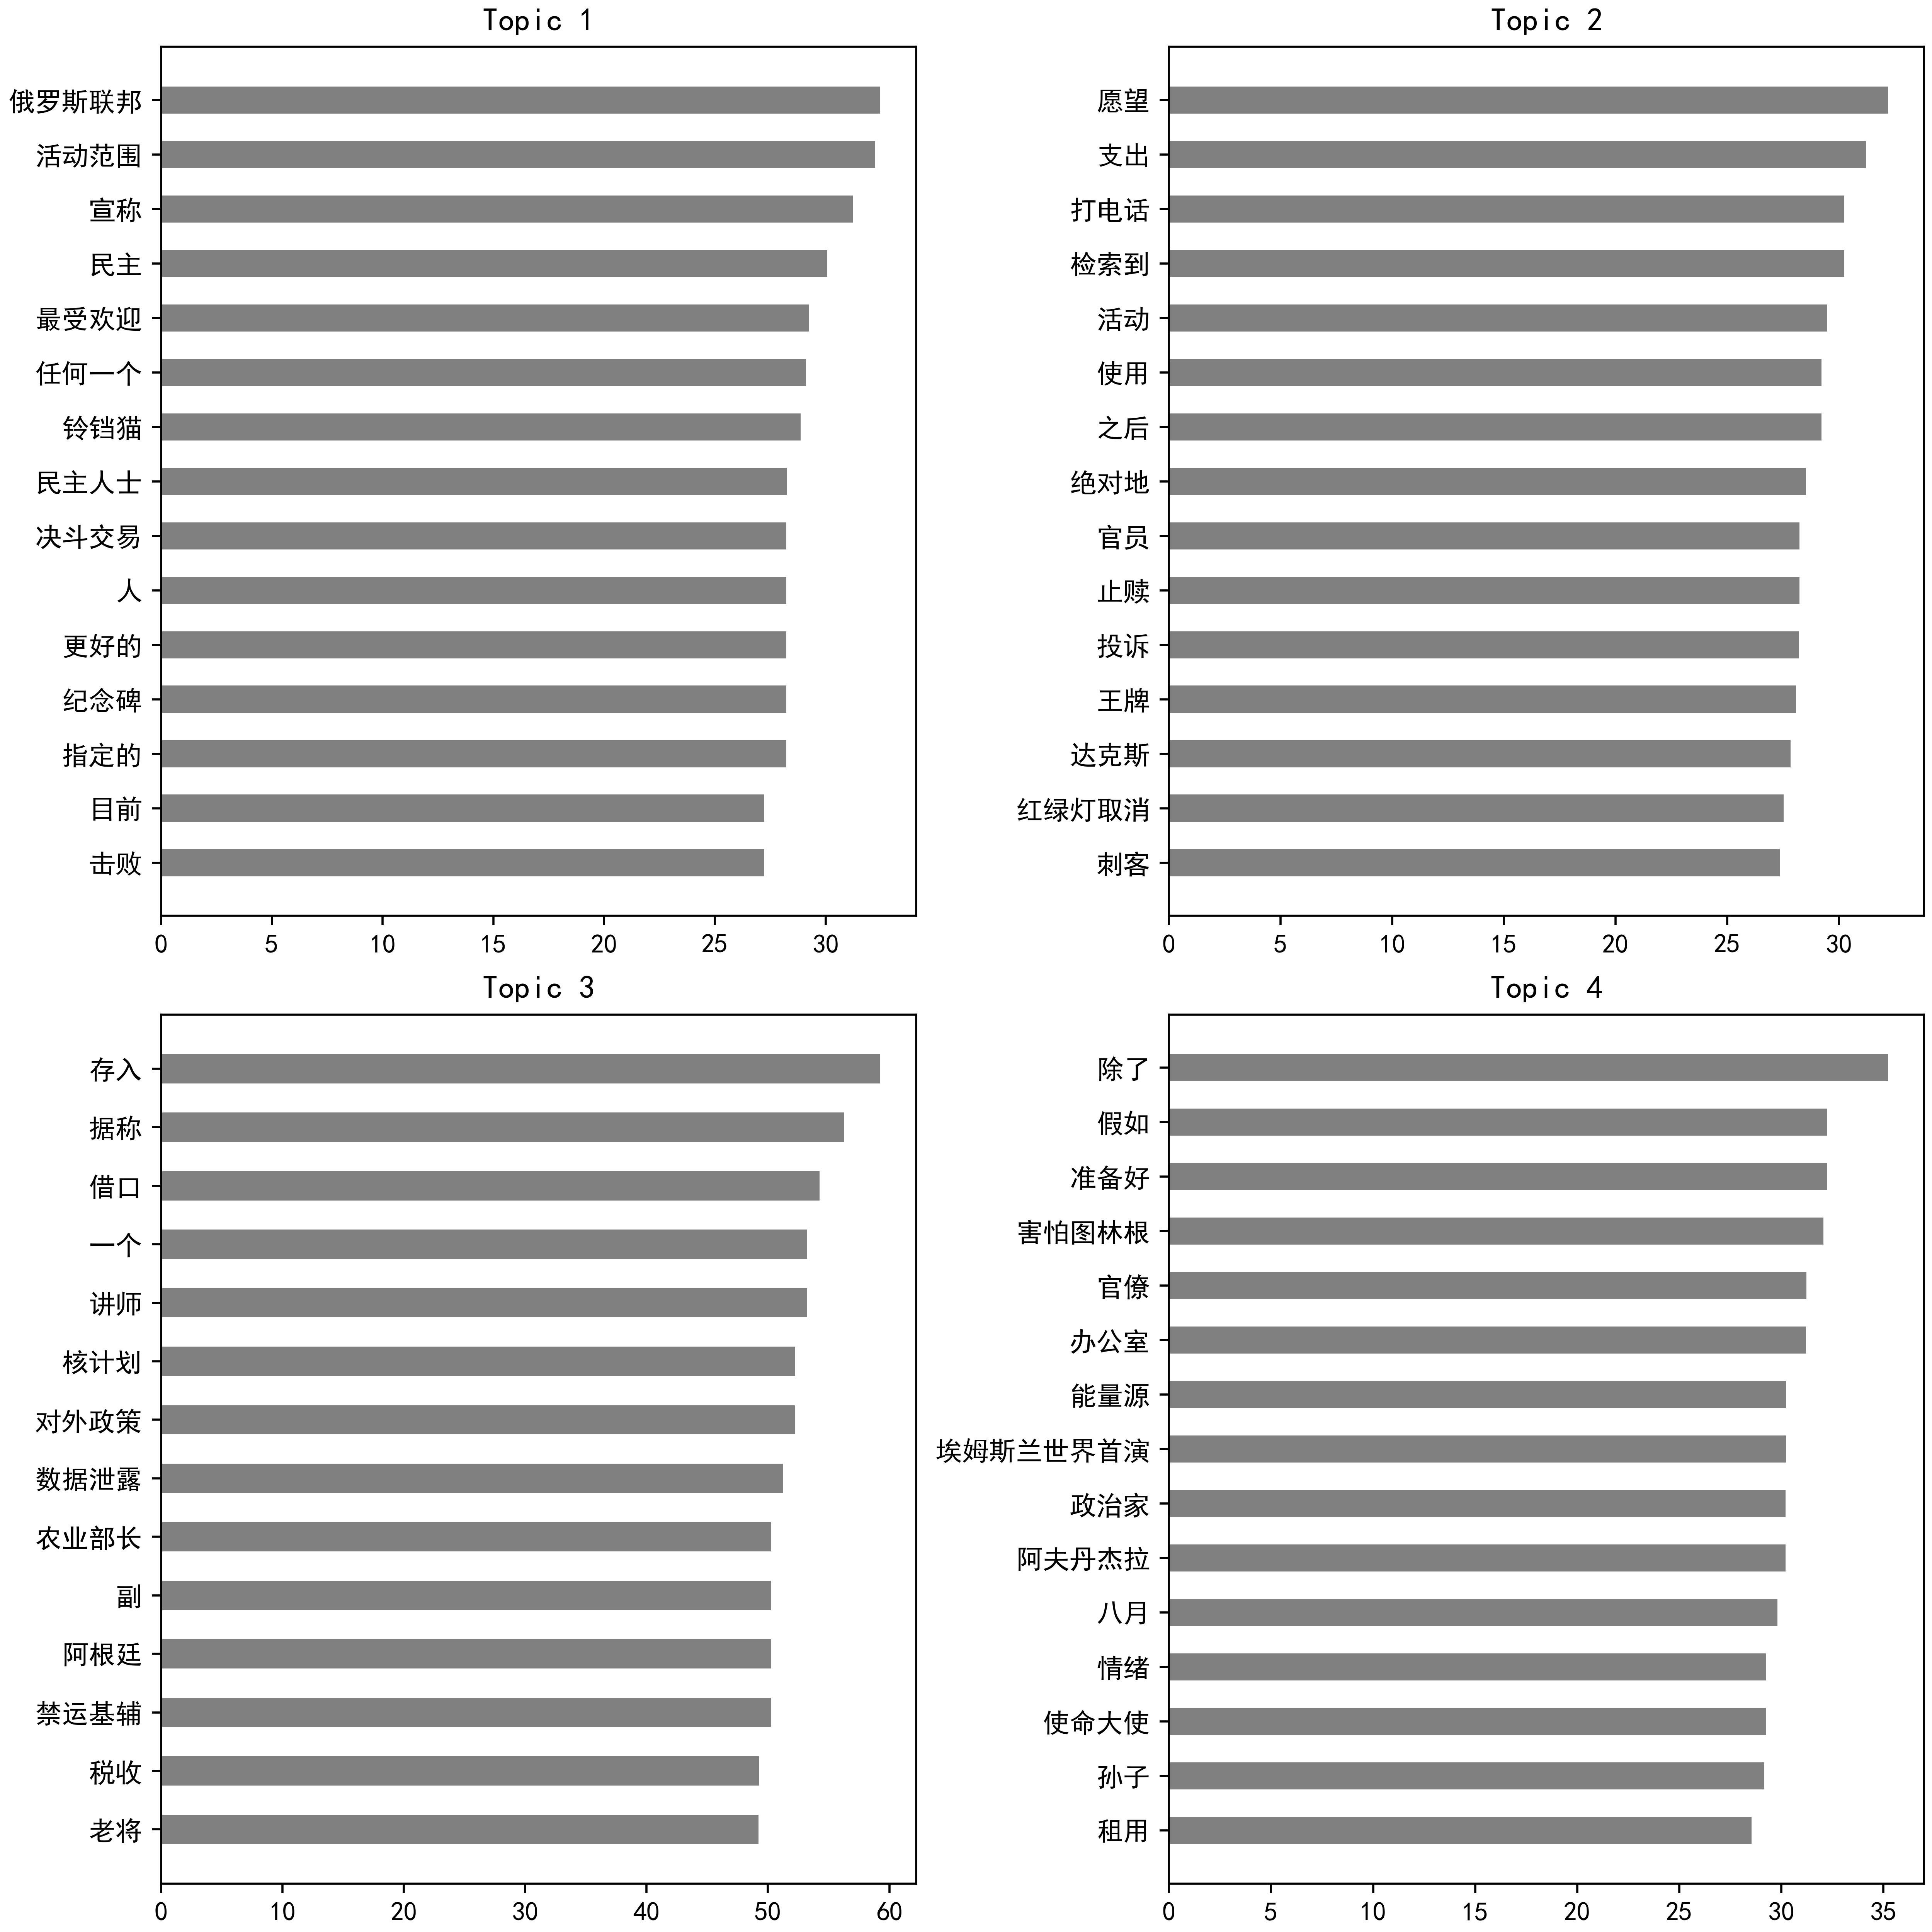 Topic 1
俄罗斯联邦
活动范围
宣称
民主
最受欢迎
任何一个
铃铛猫
民主人士
决斗交易
人
更好的
纪念碑
指定的
目前
击败
0 5 10 15 20 25 30
Topic 2
愿望
支出
打电话
检索到
活动
使用
之后
绝对地
官员
止赎
投诉
王牌
达克斯
红绿灯取消
刺客
0 5 10 15 20 25 30
Topic 3
存入
据称
借口
一个
讲师
核计划
对外政策
数据泄露
农业部长
副
阿根廷
禁运基辅
税收
老将
0 10 20 30 40 50 60
Topic 4
除了
假如
准备好
害怕图林根
官僚
办公室
能量源
埃姆斯兰世界首演
政治家
阿夫丹杰拉
八月
情绪
使命大使
孙子
租用
0 5 10 15 20 25 30 35